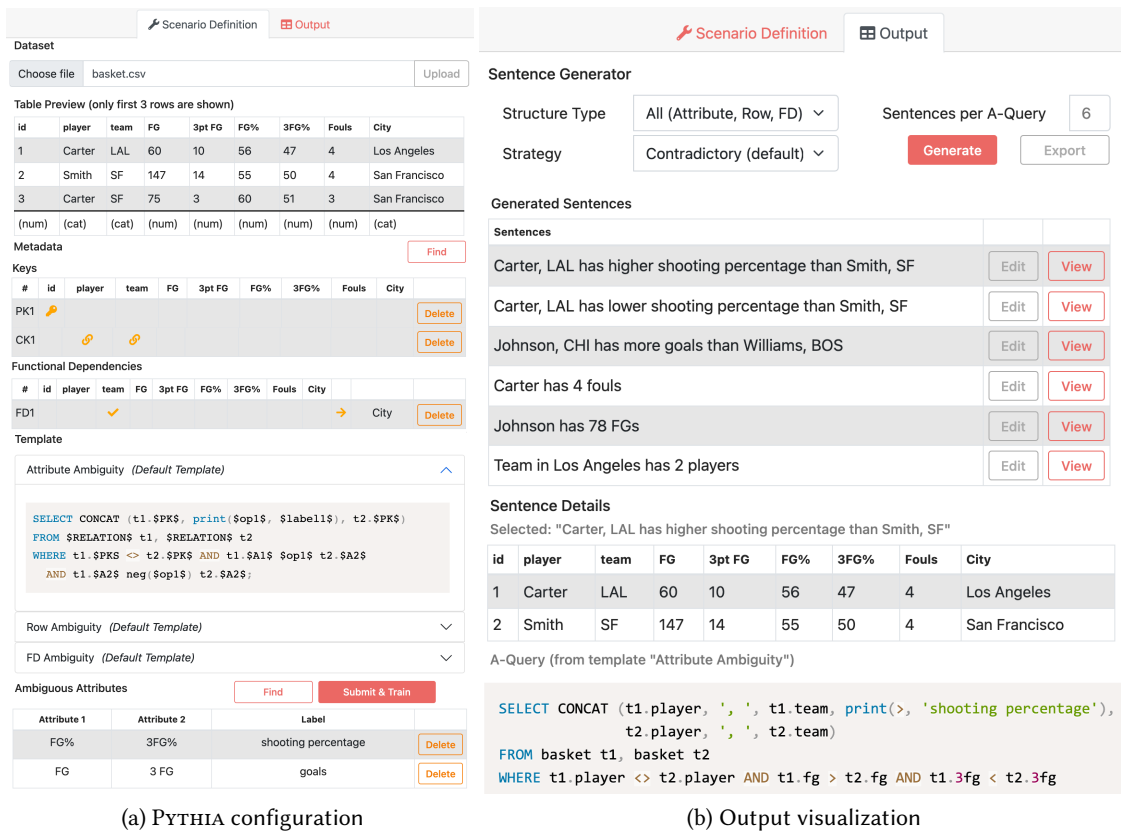 Scenario Definition Output
Dataset
Choose file basket.csv Upload
Table Preview (only first 3 rows are shown)
id player team FG 3pt FG FG% 3FG% Fouls City
1 Carter LAL 60 10 56 47 4 Los Angeles
2 Smith SF 147 14 55 50 4 San Francisco
3 Carter SF 75 3 60 51 3 San Francisco
(num) (cat) (cat) (num) (num) (num) (num) (num) (cat)
Metadata Find
Keys
# id player team FG 3pt FG FG% 3FG% Fouls City
PK1 Delete
CK1 Delete
Functional Dependencies
# id player team FG 3pt FG FG% 3FG% Fouls City
FD1 City Delete
Template
Attribute Ambiguity (Default Template)
SELECT CONCAT (t1.$PK$, print($op1$, $label1$), t2.$PK$)
FROM $RELATION$ t1, $RELATION$ t2
WHERE t1.$PKS <> t2.$PK$ AND t1.$A1$ $op1$ t2.$A2$
AND t1.$A2$ neg($op1$) t2.$A2$;
Row Ambiguity (Default Template)
FD Ambiguity (Default Template)
Ambiguous Attributes Find Submit & Train
Attribute 1 Attribute 2 Label
FG% 3FG% shooting percentage Delete
FG 3 FG goals Delete
(a) PYTHIA configuration
Scenario Definition Output
Sentence Generator
Structure Type All (Attribute, Row, FD) Sentences per A-Query 6
Strategy Contradictory (default) Generate Export
Generated Sentences
Sentences
Carter, LAL has higher shooting percentage than Smith, SF Edit View
Carter, LAL has lower shooting percentage than Smith, SF Edit View
Johnson, CHI has more goals than Williams, BOS Edit View
Carter has 4 fouls Edit View
Johnson has 78 FGs Edit View
Team in Los Angeles has 2 players Edit View
Sentence Details
Selected: "Carter, LAL has higher shooting percentage than Smith, SF"
id player team FG 3pt FG FG% 3FG% Fouls City
1 Carter LAL 60 10 56 47 4 Los Angeles
2 Smith SF 147 14 55 50 4 San Francisco
A-Query (from template "Attribute Ambiguity")
SELECT CONCAT (t1.player, ', ', t1.team, print(>, 'shooting percentage'),
t2.player, ', ', t2.team)
FROM basket t1, basket t2
WHERE t1.player <> t2.player AND t1.fg > t2.fg AND t1.3fg < t2.3fg
(b) Output visualization